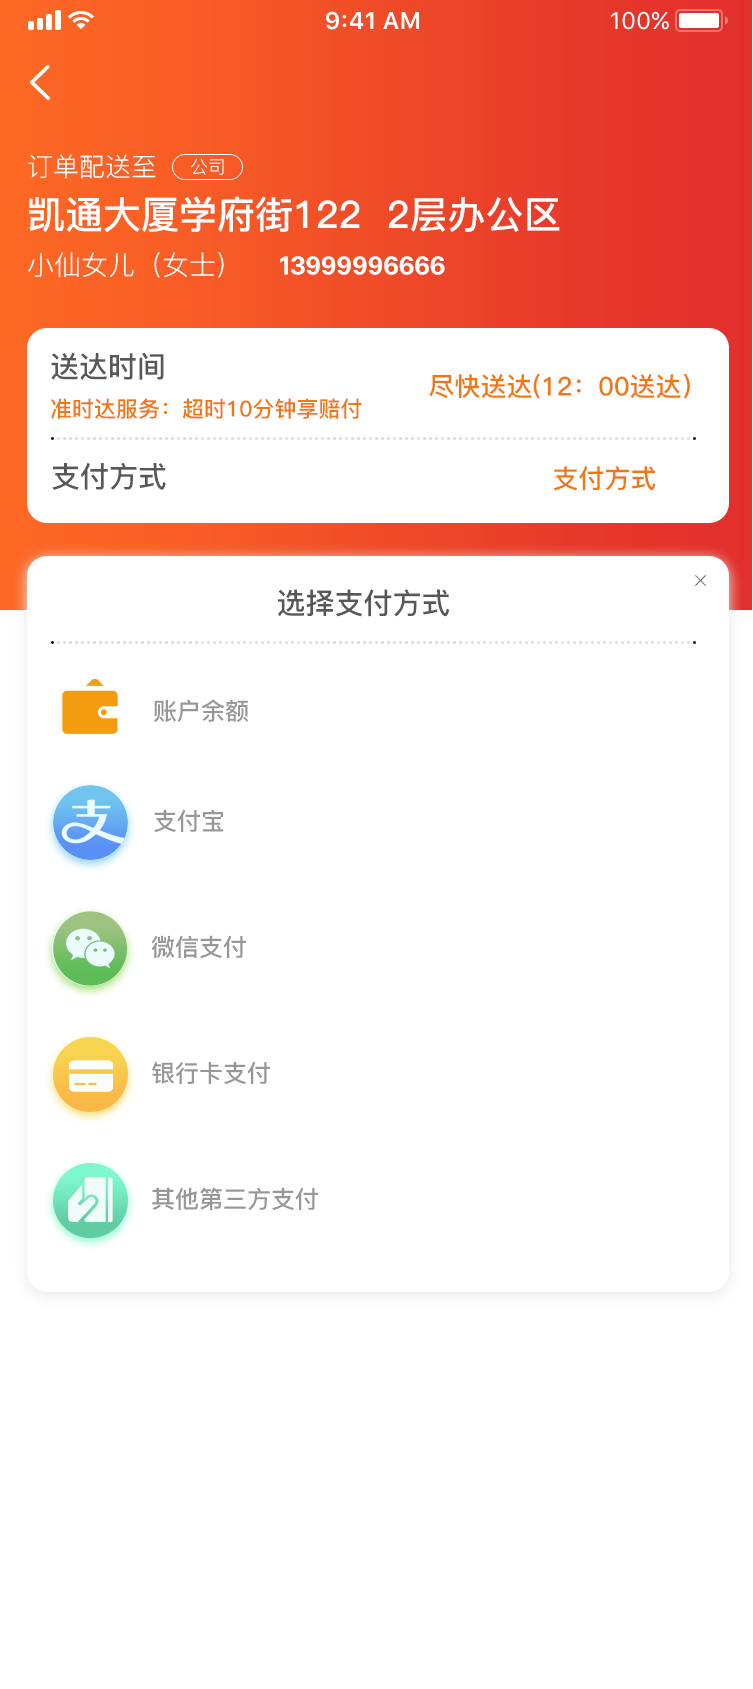 9:41 AM 100%
订单配送至 公司
凯通大厦学府街122 2层办公区
小仙女儿（女士） 13999996666
送达时间
尽快送达(12：00送达)
准时达服务：超时10分钟享赔付
支付方式 支付方式
选择支付方式
账户余额
支付宝
微信支付
银行卡支付
其他第三方支付